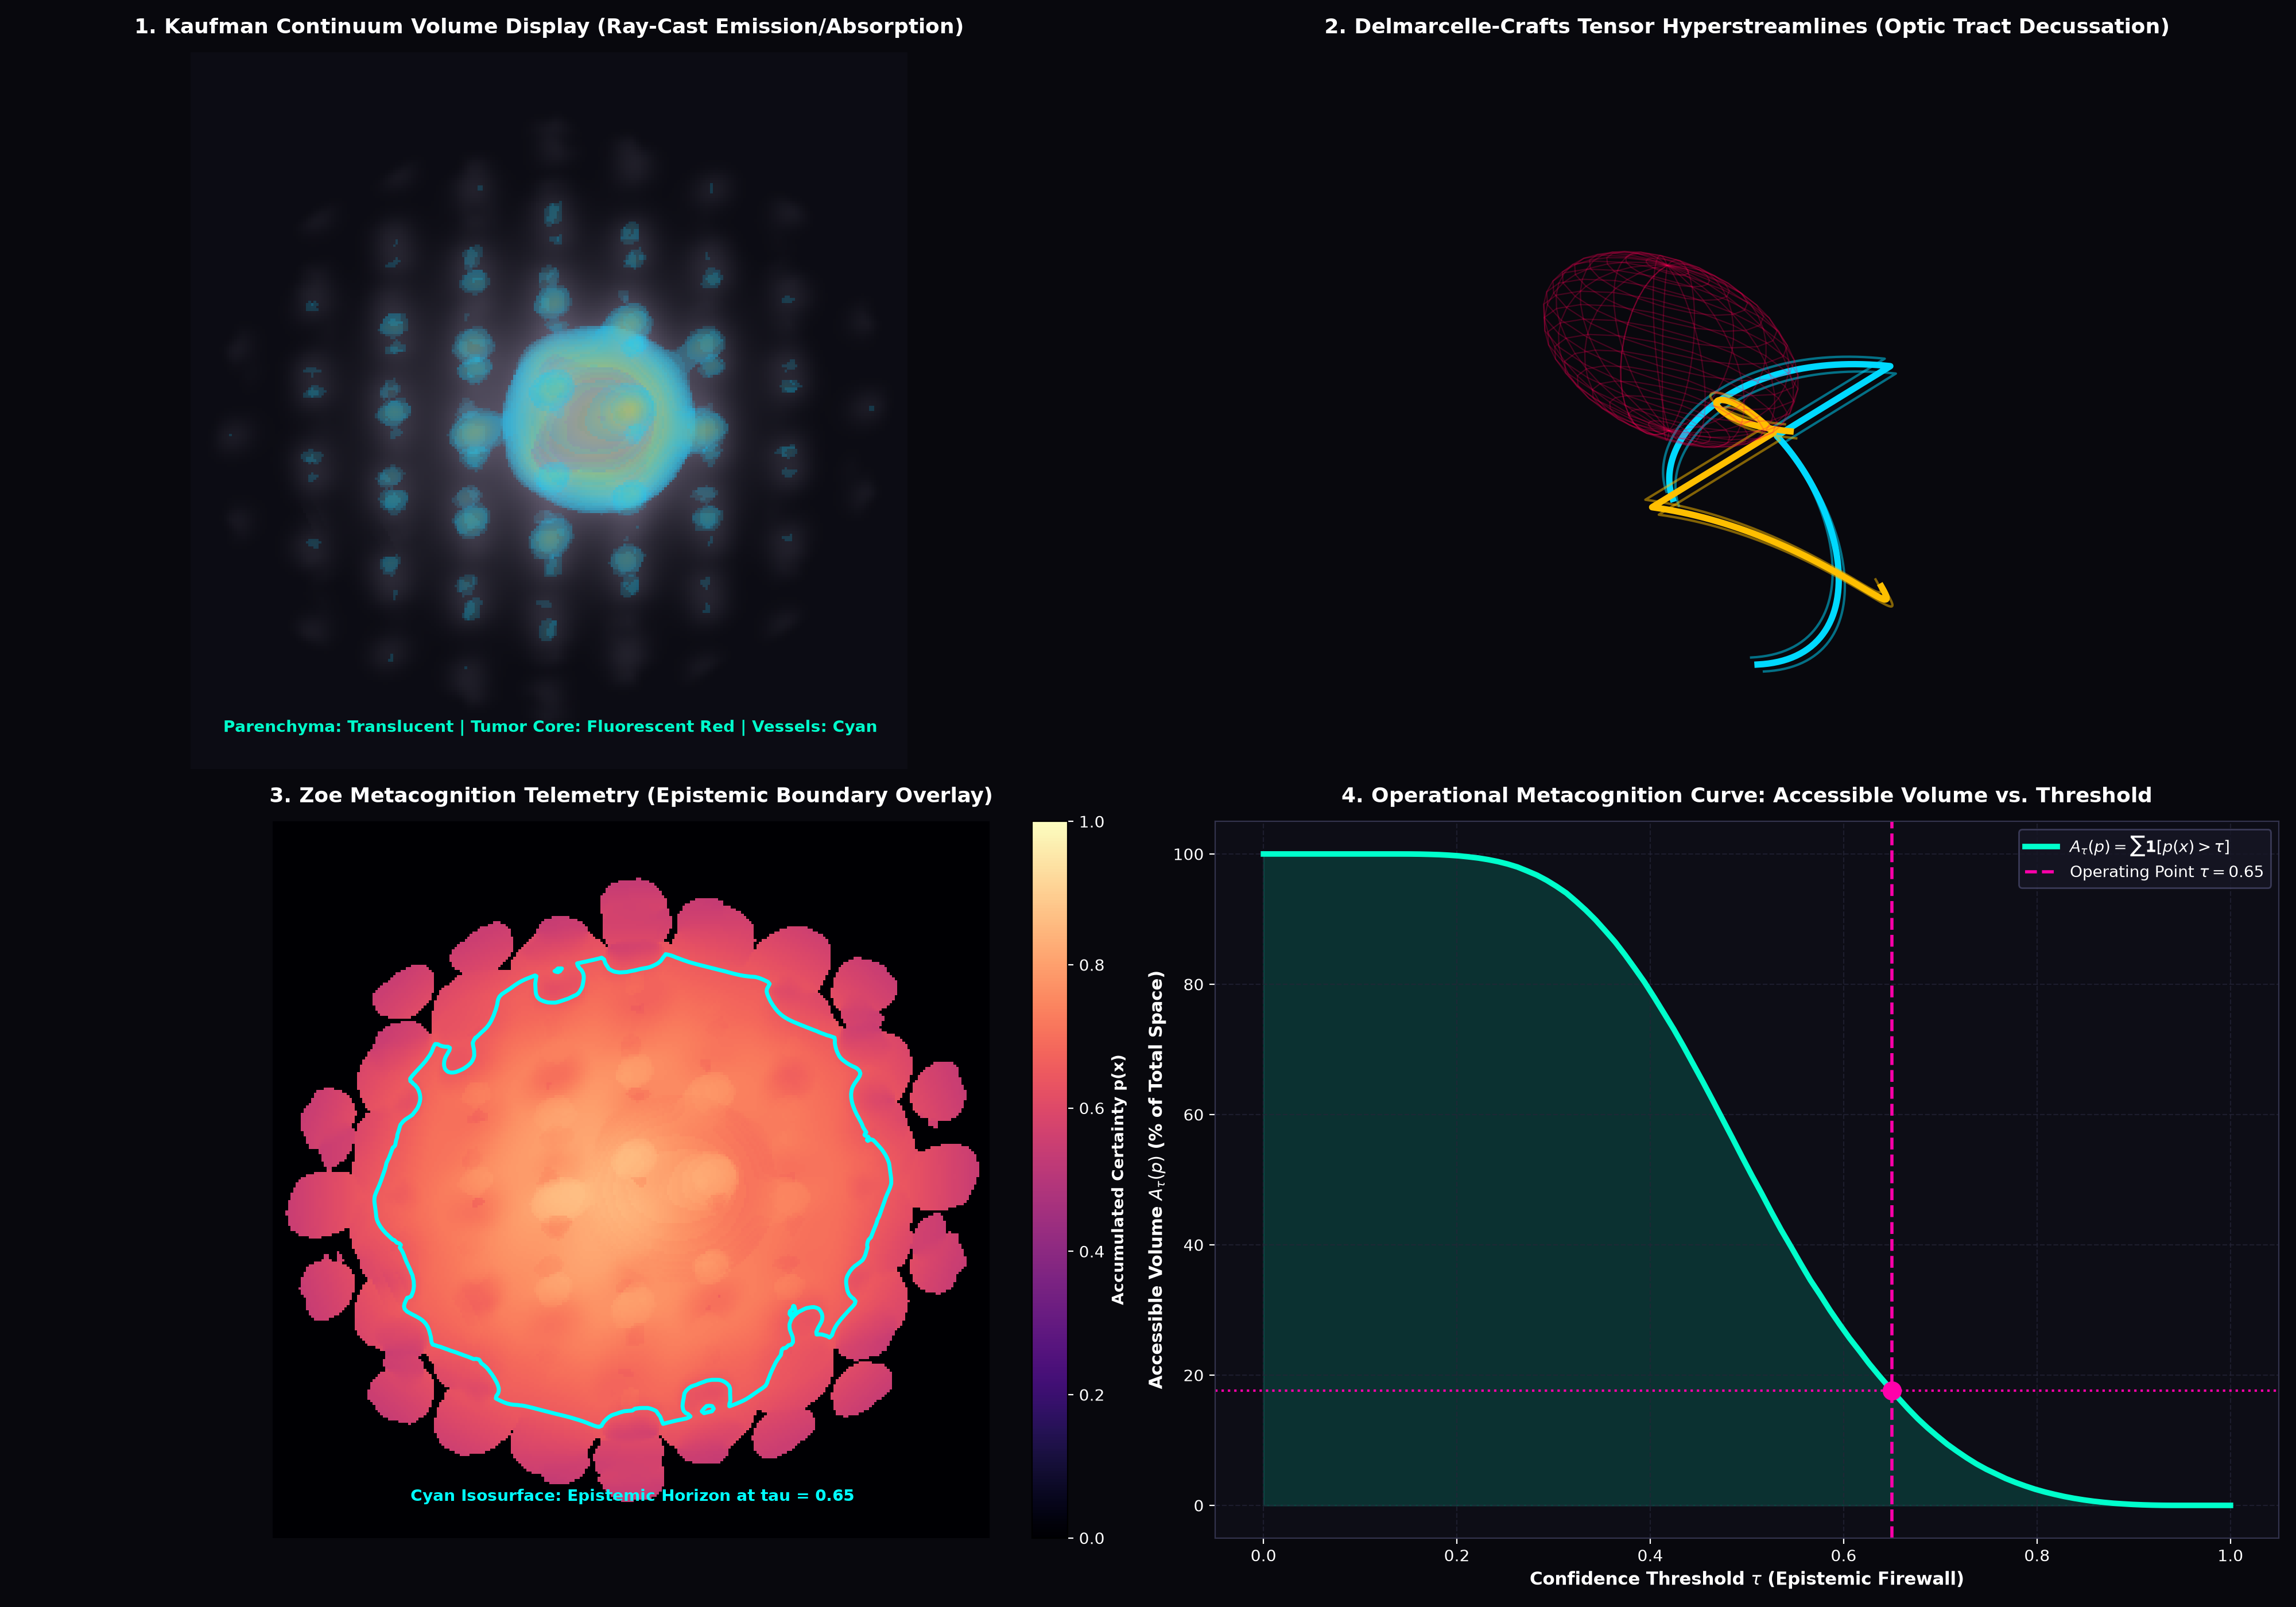 1. Kaufman Continuum Volume Display (Ray-Cast Emission/Absorption)
Parenchyma: Translucent | Tumor Core: Fluorescent Red | Vessels: Cyan
2. Delmarcelle-Crafts Tensor Hyperstreamlines (Optic Tract Decussation)
3. Zoe Metacognition Telemetry (Epistemic Boundary Overlay)
Cyan Isosurface: Epistemic Horizon at tau = 0.65
1.0
0.8
0.6
0.4
0.2
0.0
Accumulated Certainty p(x)
4. Operational Metacognition Curve: Accessible Volume vs. Threshold
Accessible Volume A_τ(p) (% of Total Space)
100
80
60
40
20
0
A_τ(p) = ∑1[p(x) > τ]
Operating Point τ = 0.65
0.0 0.2 0.4 0.6 0.8 1.0
Confidence Threshold τ (Epistemic Firewall)